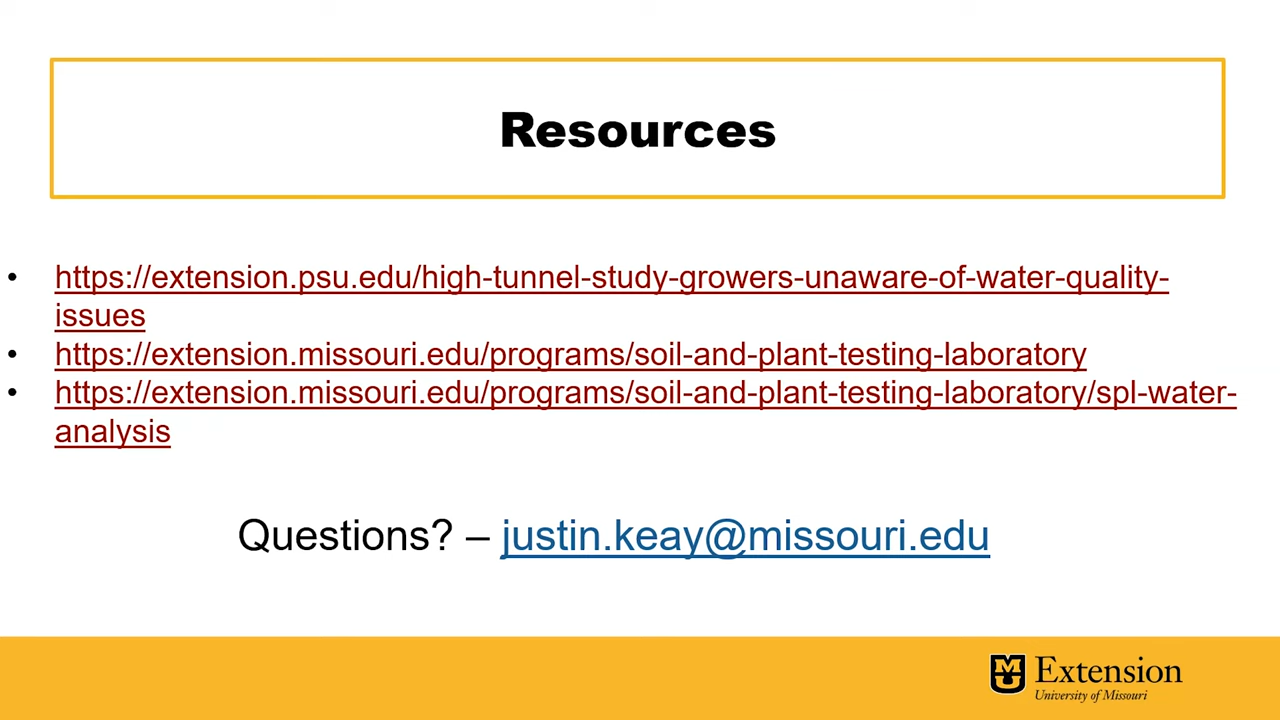 Resources
• https://extension.psu.edu/high-tunnel-study-growers-unaware-of-water-quality-
issues
• https://extension.missouri.edu/programs/soil-and-plant-testing-laboratory
• https://extension.missouri.edu/programs/soil-and-plant-testing-laboratory/spl-water-
analysis
Questions? – justin.keay@missouri.edu
MU Extension
University of Missouri